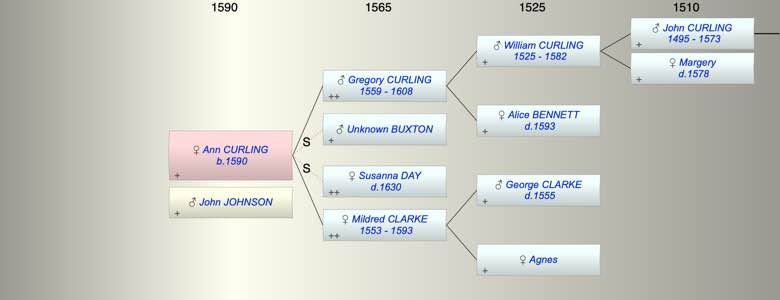 1590 1565 1525 1510
♂ John CURLING
1495 - 1573
+
♂ William CURLING
1525 - 1582
+
♀ Margery
d.1578
+
♂ Gregory CURLING
1559 - 1608
++
♀ Alice BENNETT
d.1593
+
S
♂ Unknown BUXTON
+
♀ Ann CURLING
b.1590
+
S
♀ Susanna DAY
d.1630
++
♂ George CLARKE
d.1555
+
♂ John JOHNSON
+
♀ Mildred CLARKE
1553 - 1593
++
♀ Agnes
+